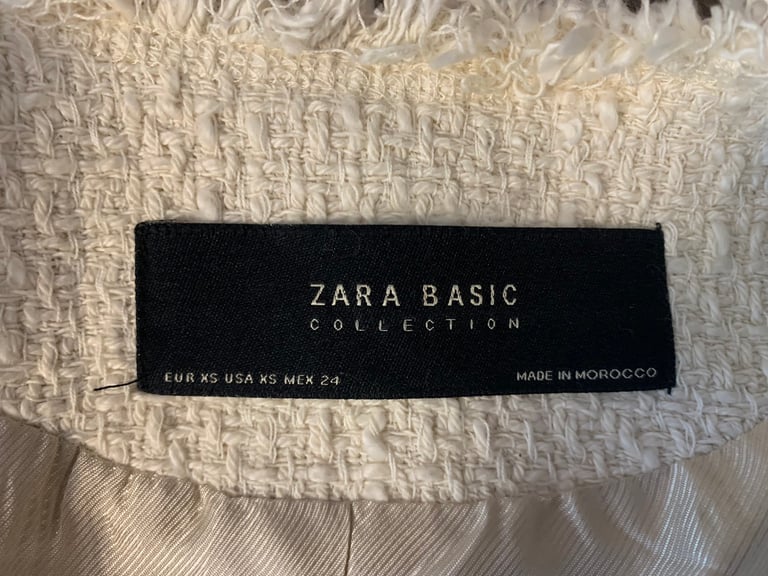 ZARA BASIC
COLLECTION
EUR XS USA XS MEX 24
MADE IN MOROCCO